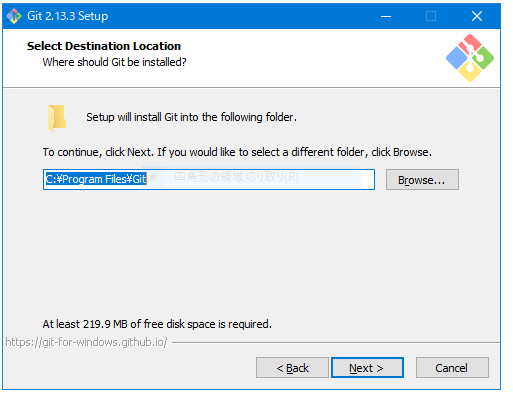 Git 2.13.3 Setup
Select Destination Location
Where should Git be installed?
Setup will install Git into the following folder.
To continue, click Next. If you would like to select a different folder, click Browse.
C:¥Program Files¥Git
四角形の領域切り取り(R)
Browse...
At least 219.9 MB of free disk space is required.
https://git-for-windows.github.io/
< Back
Next >
Cancel